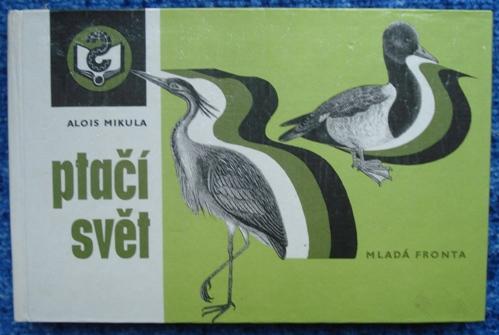 ALOIS MIKULA
ptačí
svět
MLADÁ FRONTA